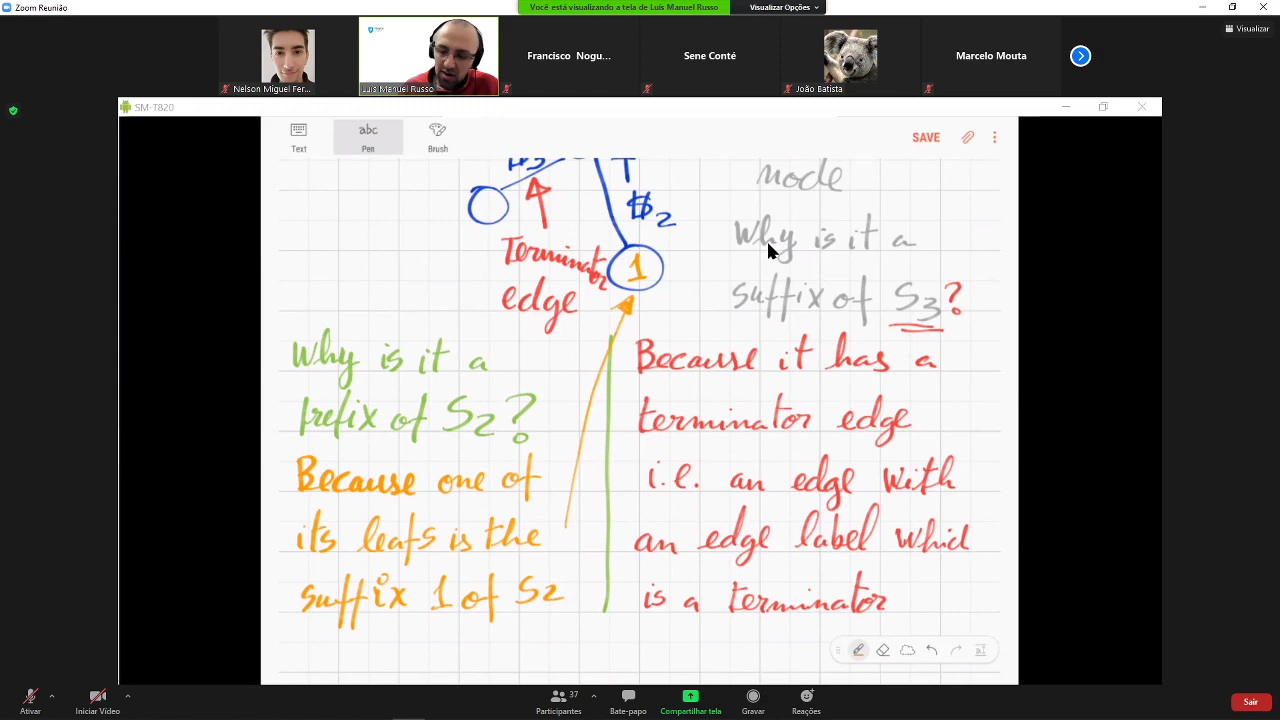 Zoom Reunião
Você está visualizando a tela de Luís Manuel Russo
Visualizar Opções
Visualizar
Nelson Miguel Fer...
Luís Manuel Russo
Francisco Nogu...
Sene Conté
João Batista
Marcelo Mouta
SM-T820
Text
abc
Pen
Brush
SAVE
node
$3
T
$2
Why is it a
suffix of S3?
Terminator
edge
1
Why is it a
prefix of S2?
Because one of
its leafs is the
suffix 1 of S2
Because it has a
terminator edge
i.e. an edge with
an edge label which
is a terminator
Ativar
Iniciar Vídeo
37
Participantes
Bate-papo
Compartilhar tela
Gravar
Reações
Sair